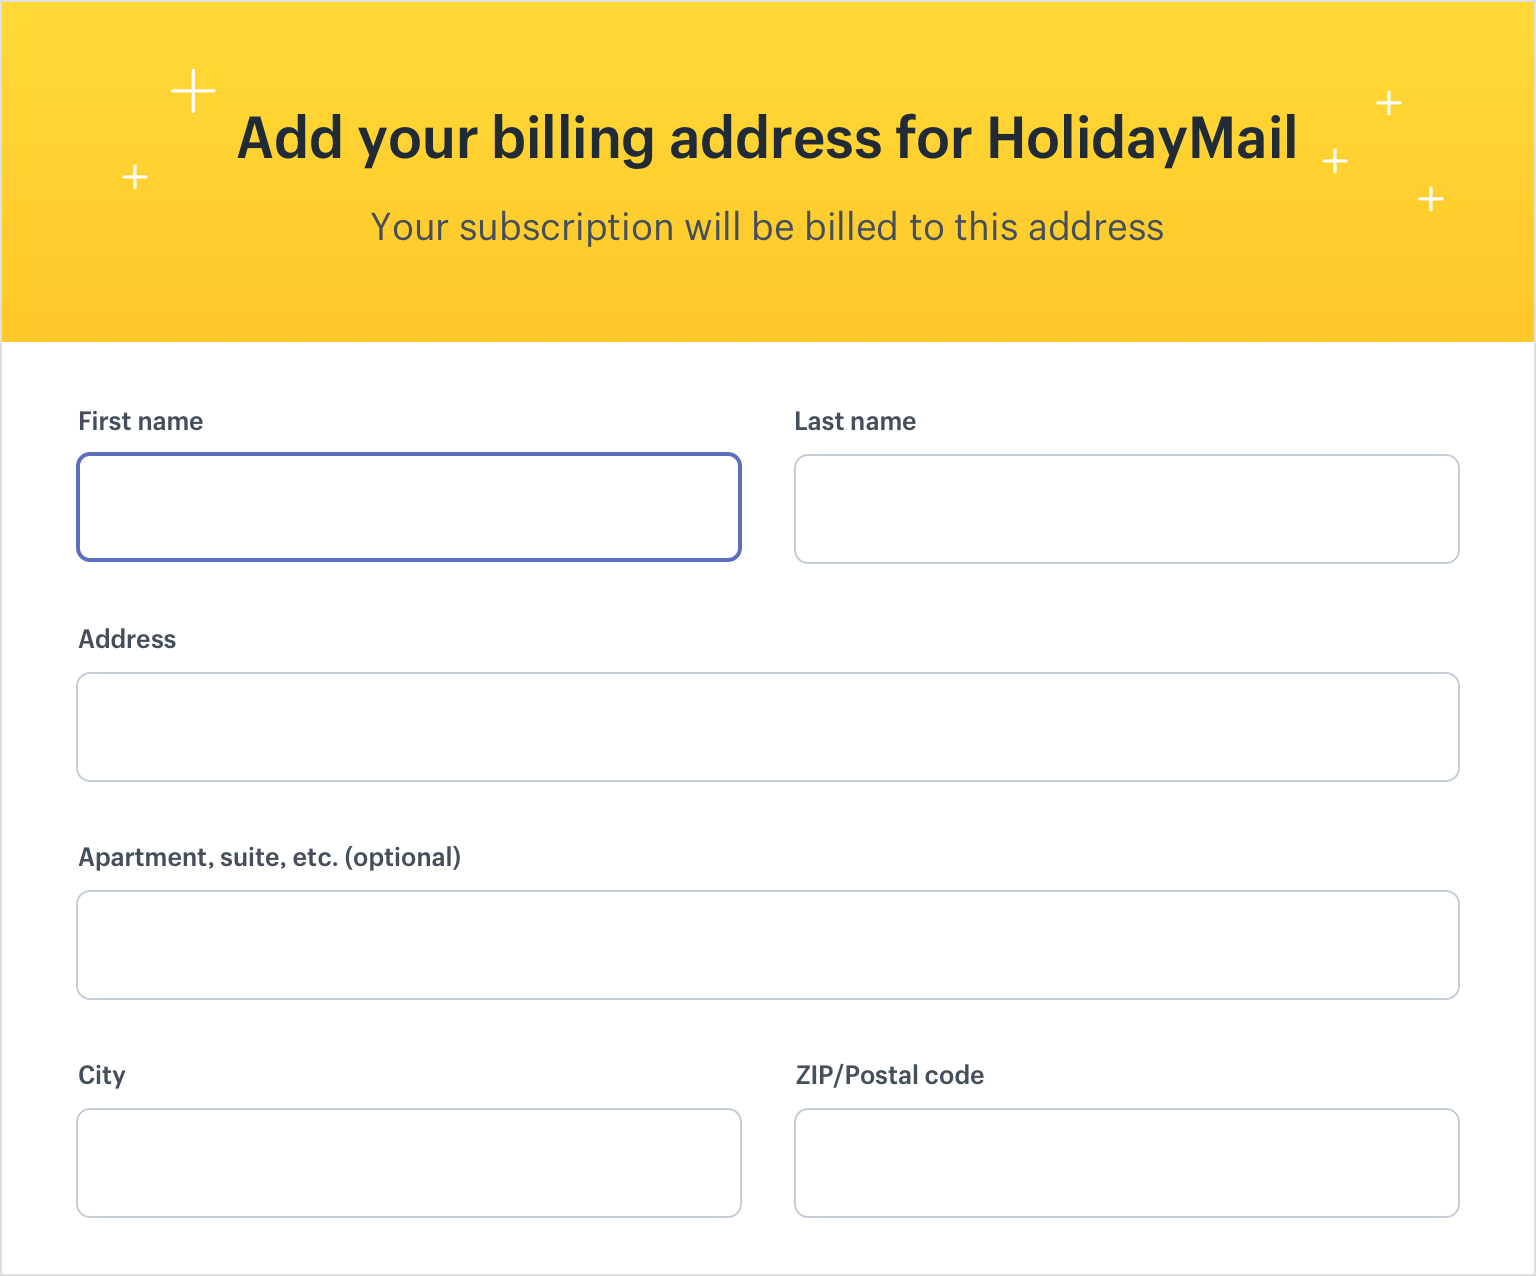 Add your billing address for HolidayMail
Your subscription will be billed to this address
First name
Last name
Address
Apartment, suite, etc. (optional)
City
ZIP/Postal code